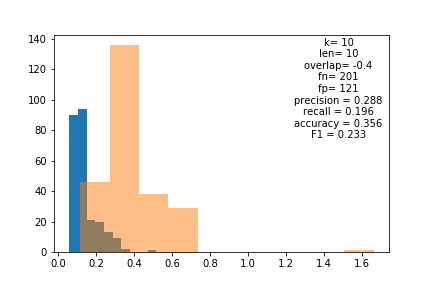 k= 10
len= 10
overlap= -0.4
fn= 201
fp= 121
precision = 0.288
recall = 0.196
accuracy = 0.356
F1 = 0.233
140
120
100
80
60
40
20
0
0.0 0.2 0.4 0.6 0.8 1.0 1.2 1.4 1.6